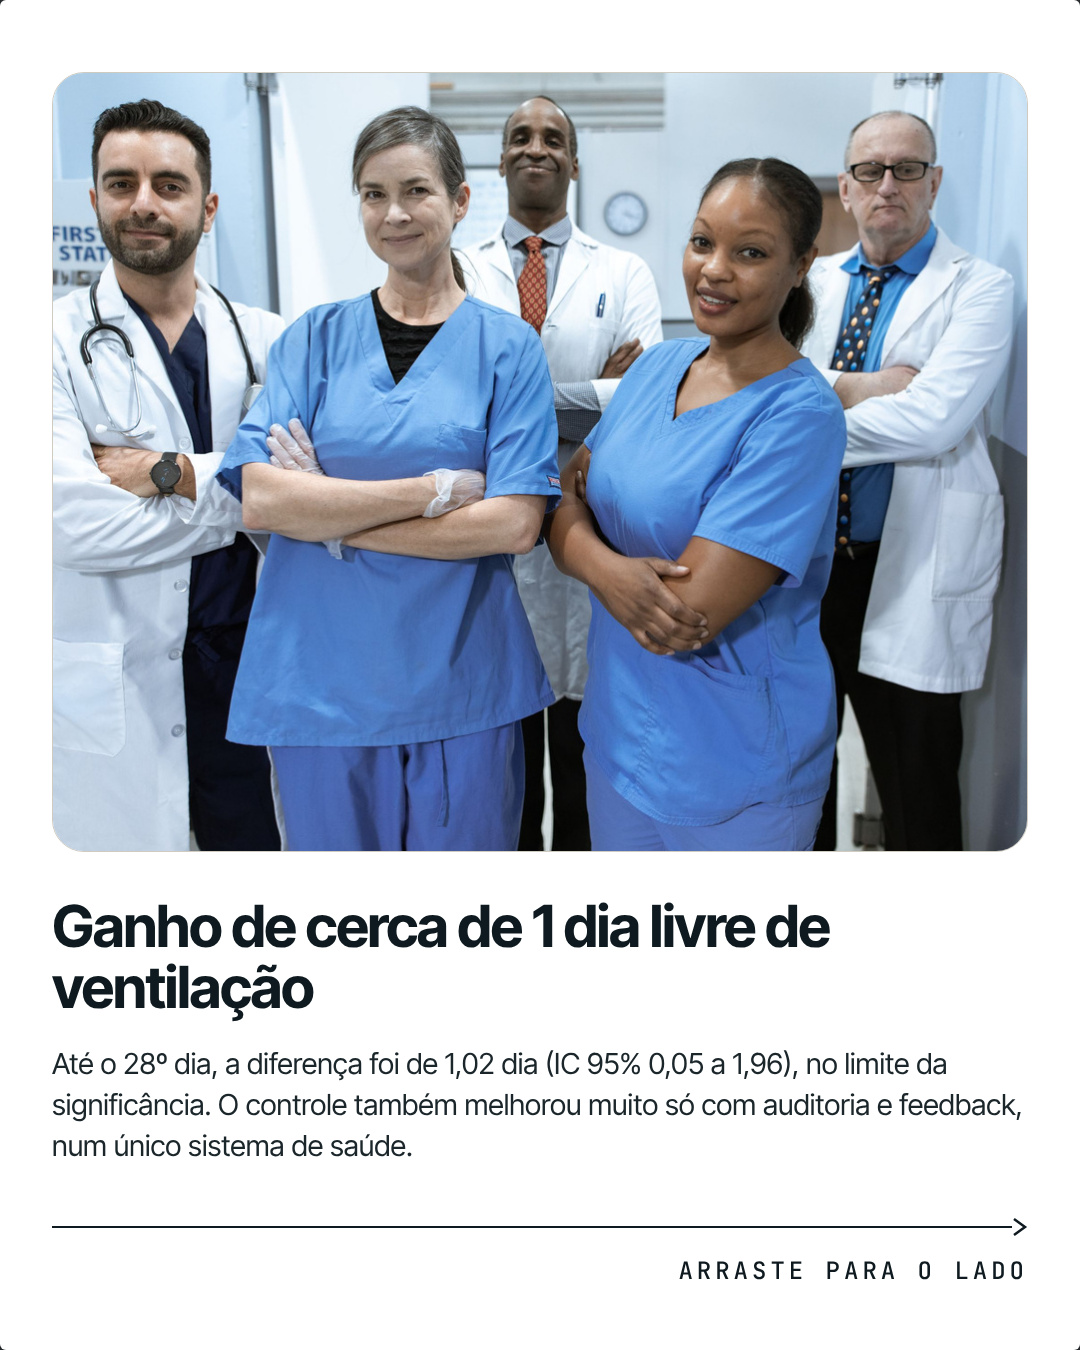 FIRST
STAT
Ganho de cerca de 1 dia livre de
ventilação
Até o 28º dia, a diferença foi de 1,02 dia (IC 95% 0,05 a 1,96), no limite da
significância. O controle também melhorou muito só com auditoria e feedback,
num único sistema de saúde.
ARRASTE PARA O LADO